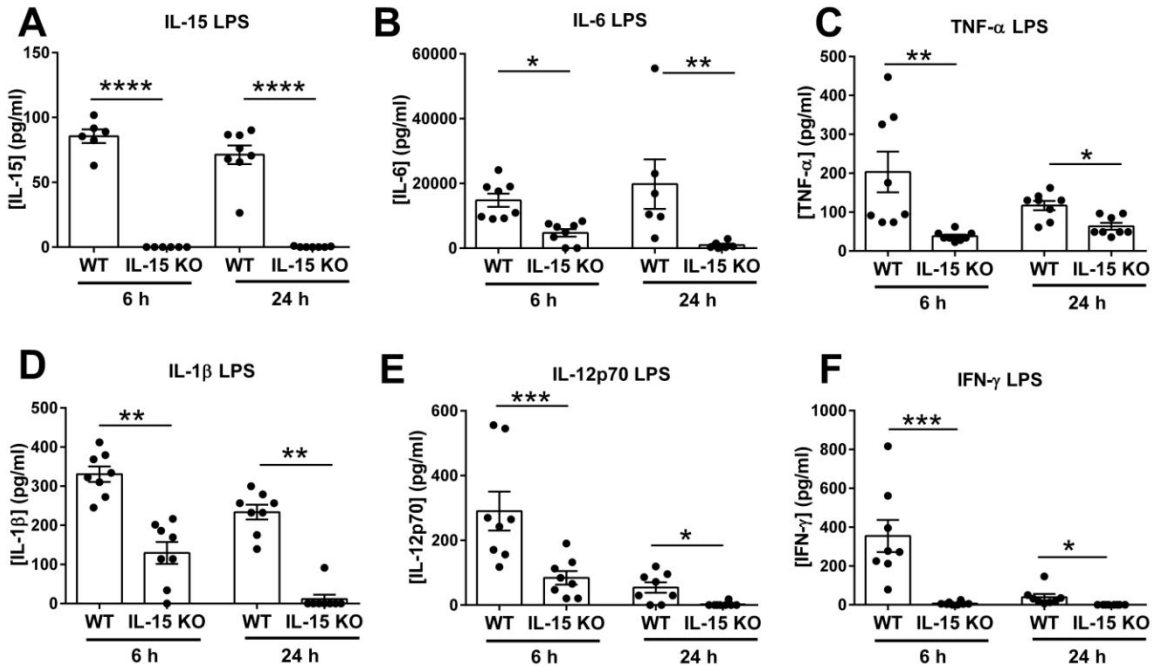 A
IL-15 LPS
[IL-15] (pg/ml)
150
100
50
0
****
****
WT IL-15 KO WT IL-15 KO
6 h 24 h
B
IL-6 LPS
[IL-6] (pg/ml)
60000
40000
20000
0
*
**
WT IL-15 KO WT IL-15 KO
6 h 24 h
C
TNF-α LPS
[TNF-α] (pg/ml)
500
400
300
200
100
0
**
*
WT IL-15 KO WT IL-15 KO
6 h 24 h
D
IL-1β LPS
[IL-1β] (pg/ml)
500
400
300
200
100
0
**
**
WT IL-15 KO WT IL-15 KO
6 h 24 h
E
IL-12p70 LPS
[IL-12p70] (pg/ml)
600
400
200
0
***
*
WT IL-15 KO WT IL-15 KO
6 h 24 h
F
IFN-γ LPS
[IFN-γ] (pg/ml)
1000
800
600
400
200
0
***
*
WT IL-15 KO WT IL-15 KO
6 h 24 h